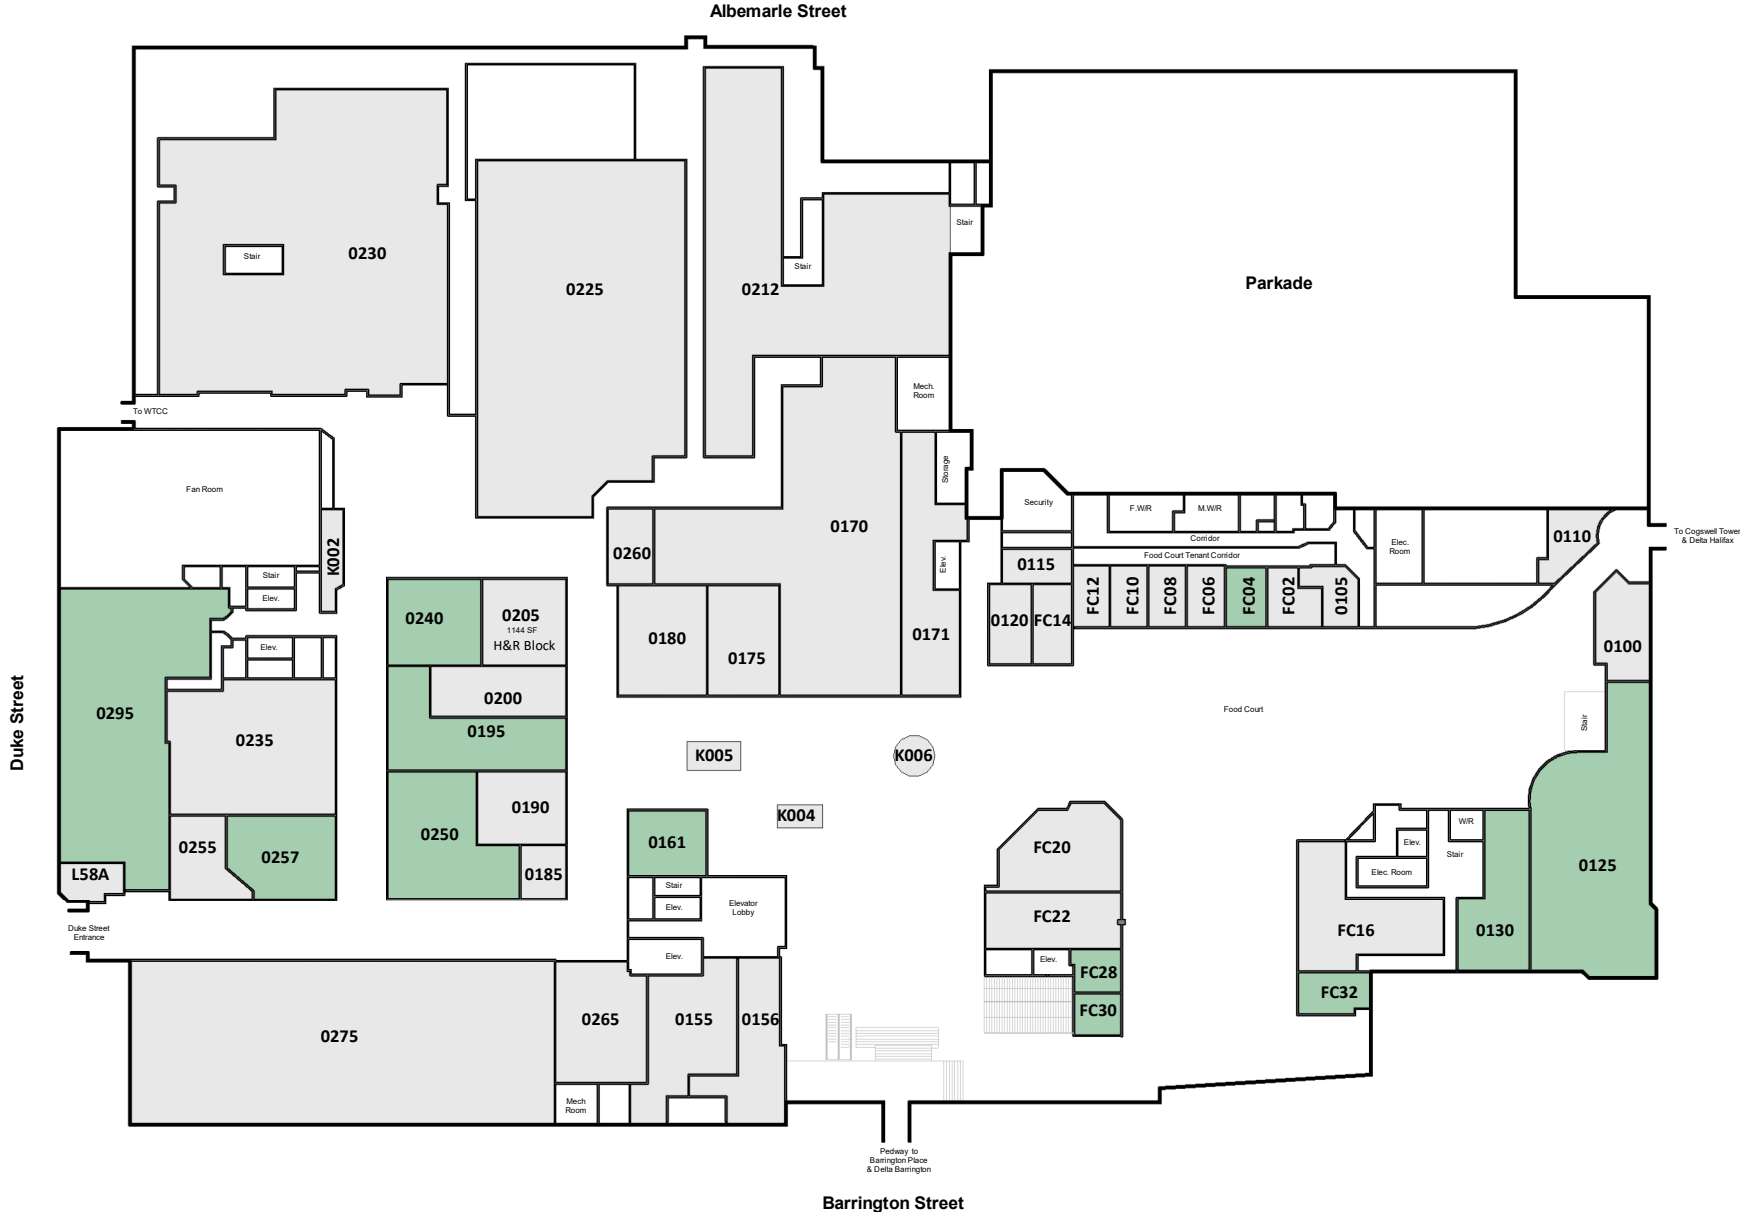 Albemarle Street
Stair
0230
0225
0212
Stair
Stair
Parkade
To WTCC
Mech.
Room
Fan Room
Storage
Security
F.W/R
M.W/R
Corridor
Food Court Tenant Corridor
Elec.
Room
0110
To Cogswell Tower
& Delta Halifax
K002
0260
0170
Elev.
0115
FC12
FC10
FC08
FC06
FC04
FC02
0105
Stair
Elev.
0240
0205
1144 SF
H&R Block
0180
0175
0171
0120
FC14
0100
Elev.
0200
0195
0295
0235
Duke Street
Food Court
Stair
K005
K006
K004
0190
0250
0185
0161
0255
0257
L58A
FC20
W/R
Elev.
Stair
Elec. Room
0125
Stair
Elev.
Elevator
Lobby
FC22
FC16
0130
Duke Street
Entrance
Elev.
Elev.
FC28
FC30
FC32
0275
0265
0155
0156
Mech
Room
Pedway to
Barrington Place
& Delta Barrington
Barrington Street